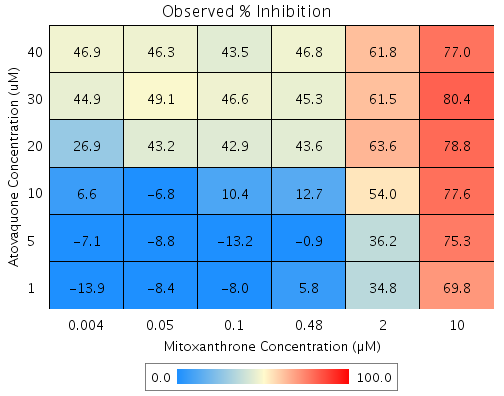 Observed % Inhibition
Atovaquone Concentration (uM)
40 46.9 46.3 43.5 46.8 61.8 77.0
30 44.9 49.1 46.6 45.3 61.5 80.4
20 26.9 43.2 42.9 43.6 63.6 78.8
10 6.6 −6.8 10.4 12.7 54.0 77.6
5 −7.1 −8.8 −13.2 −0.9 36.2 75.3
1 −13.9 −8.4 −8.0 5.8 34.8 69.8
0.004 0.05 0.1 0.48 2 10
Mitoxanthrone Concentration (μM)
0.0 100.0